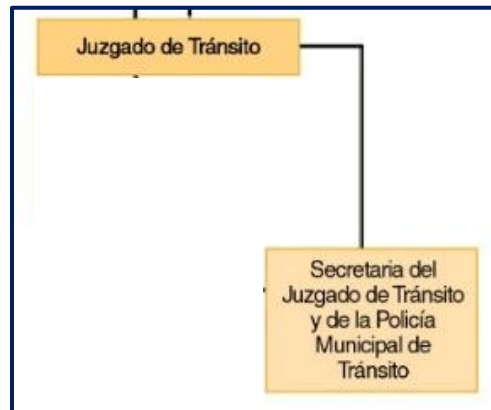 Juzgado de Tránsito
Secretaria del
Juzgado de Tránsito
y de la Policía
Municipal de
Tránsito